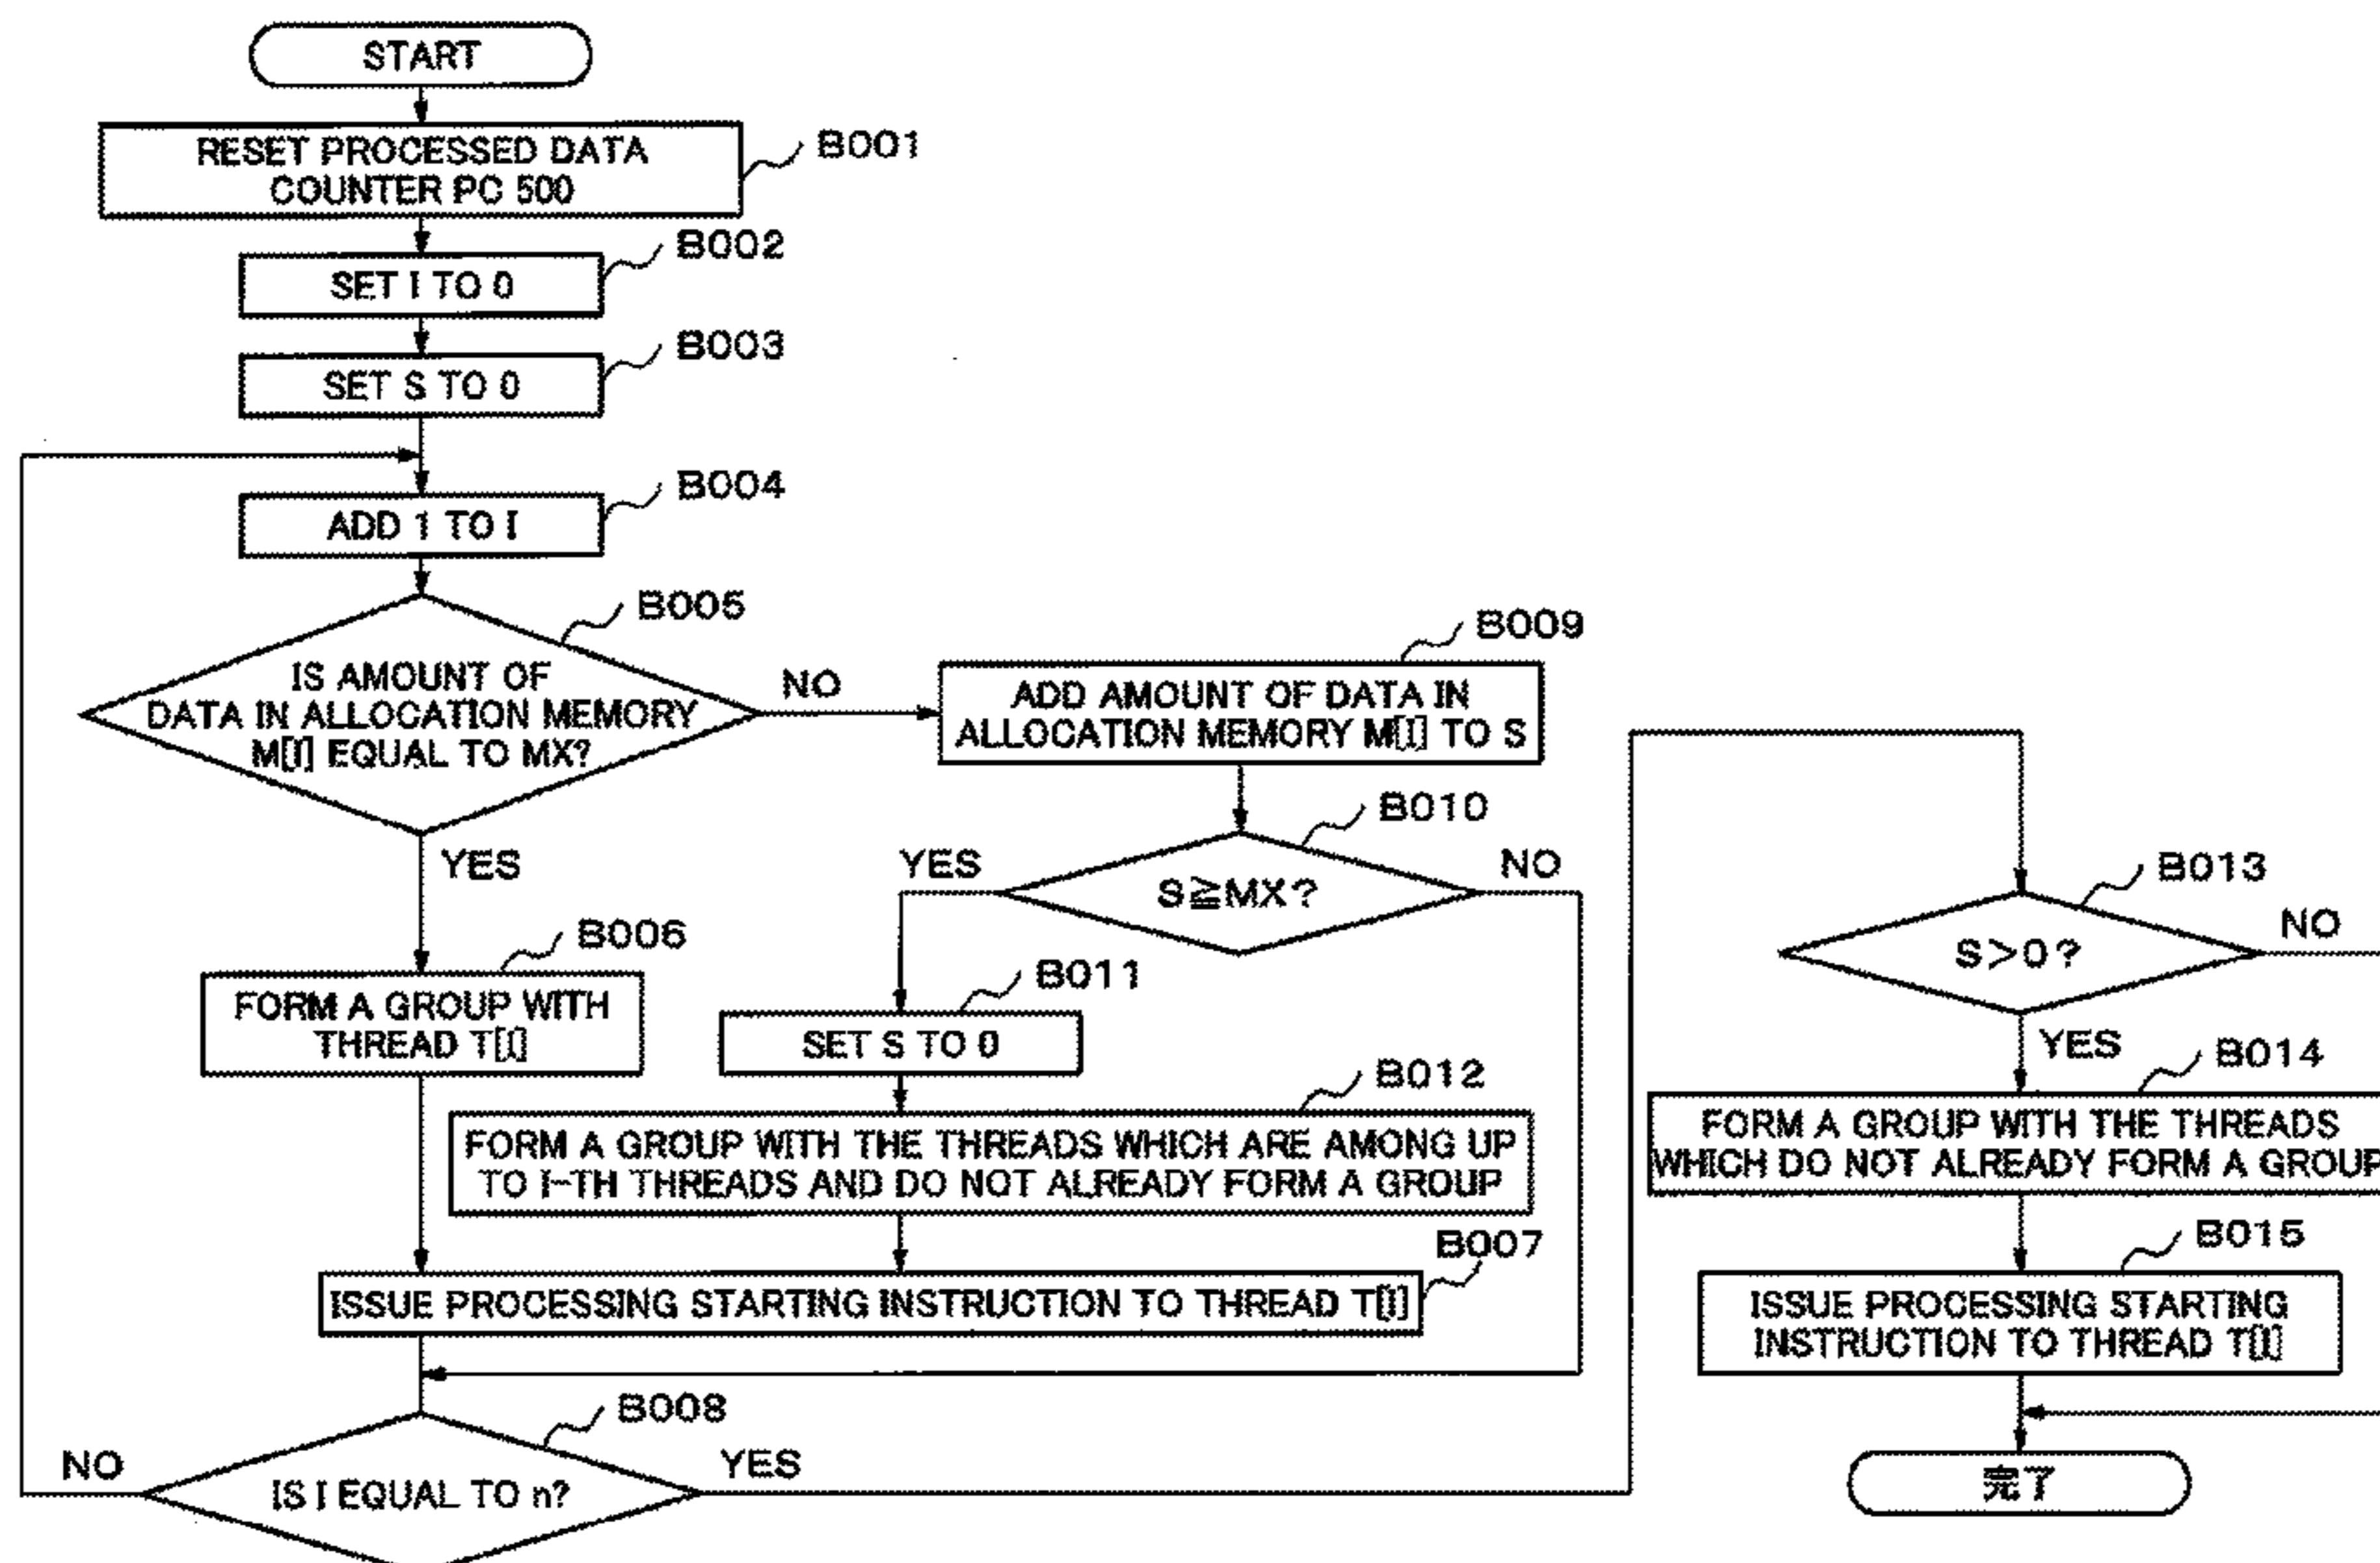 START
RESET PROCESSED DATA
COUNTER PC 500
B001
SET I TO 0
B002
SET S TO 0
B003
ADD 1 TO I
B004
IS AMOUNT OF
DATA IN ALLOCATION MEMORY
M[I] EQUAL TO MX?
B005
NO
YES
FORM A GROUP WITH
THREAD T[I]
B006
ADD AMOUNT OF DATA IN
ALLOCATION MEMORY M[I] TO S
B009
S≧MX?
B010
YES
NO
SET S TO 0
B011
FORM A GROUP WITH THE THREADS WHICH ARE AMONG UP
TO I-TH THREADS AND DO NOT ALREADY FORM A GROUP
B012
ISSUE PROCESSING STARTING INSTRUCTION TO THREAD T[I]
B007
IS I EQUAL TO n?
B008
NO
YES
S>0?
B013
NO
YES
FORM A GROUP WITH THE THREADS
WHICH DO NOT ALREADY FORM A GROUP
B014
ISSUE PROCESSING STARTING
INSTRUCTION TO THREAD T[I]
B015
完了